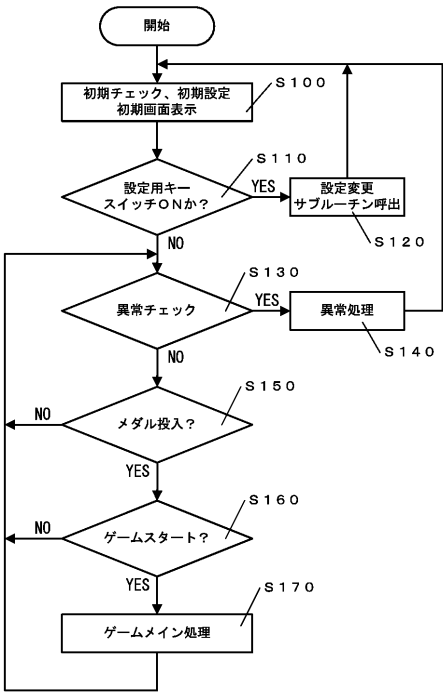 開始
初期チェック、初期設定
初期画面表示
S100
設定用キー
スイッチONか？
S110
YES
設定変更
サブルーチン呼出
S120
NO
異常チェック
S130
YES
異常処理
S140
NO
メダル投入？
S150
NO
YES
ゲームスタート？
S160
NO
YES
ゲームメイン処理
S170